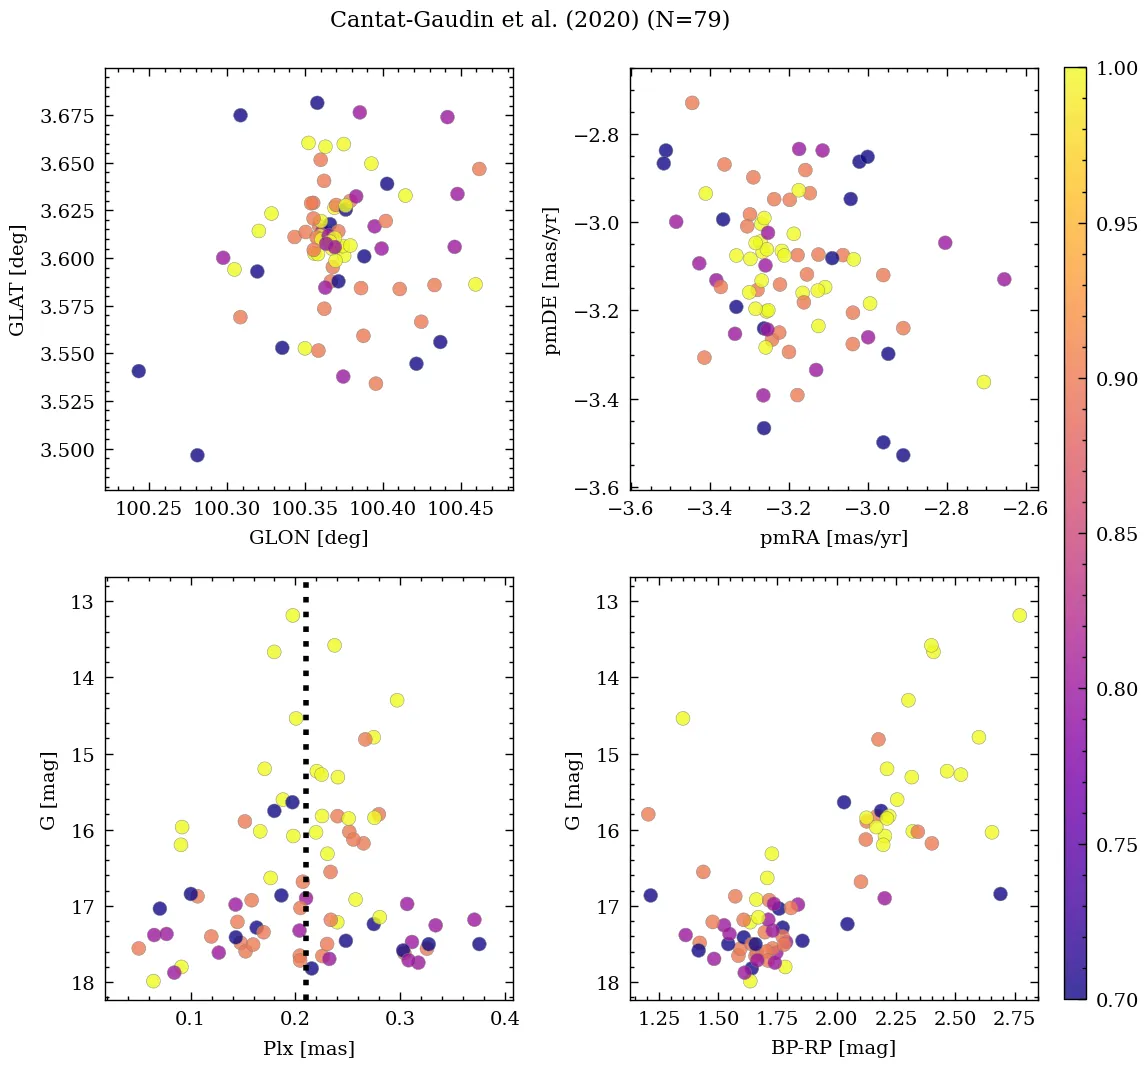 Cantat-Gaudin et al. (2020) (N=79)
3.675
3.650
3.625
3.600
3.575
3.550
3.525
3.500
GLAT [deg]
100.25 100.30 100.35 100.40 100.45
GLON [deg]
−2.8
−3.0
−3.2
−3.4
−3.6
pmDE [mas/yr]
−3.6 −3.4 −3.2 −3.0 −2.8 −2.6
pmRA [mas/yr]
13
14
15
16
17
18
G [mag]
0.1 0.2 0.3 0.4
Plx [mas]
13
14
15
16
17
18
G [mag]
1.25 1.50 1.75 2.00 2.25 2.50 2.75
BP-RP [mag]
1.00
0.95
0.90
0.85
0.80
0.75
0.70